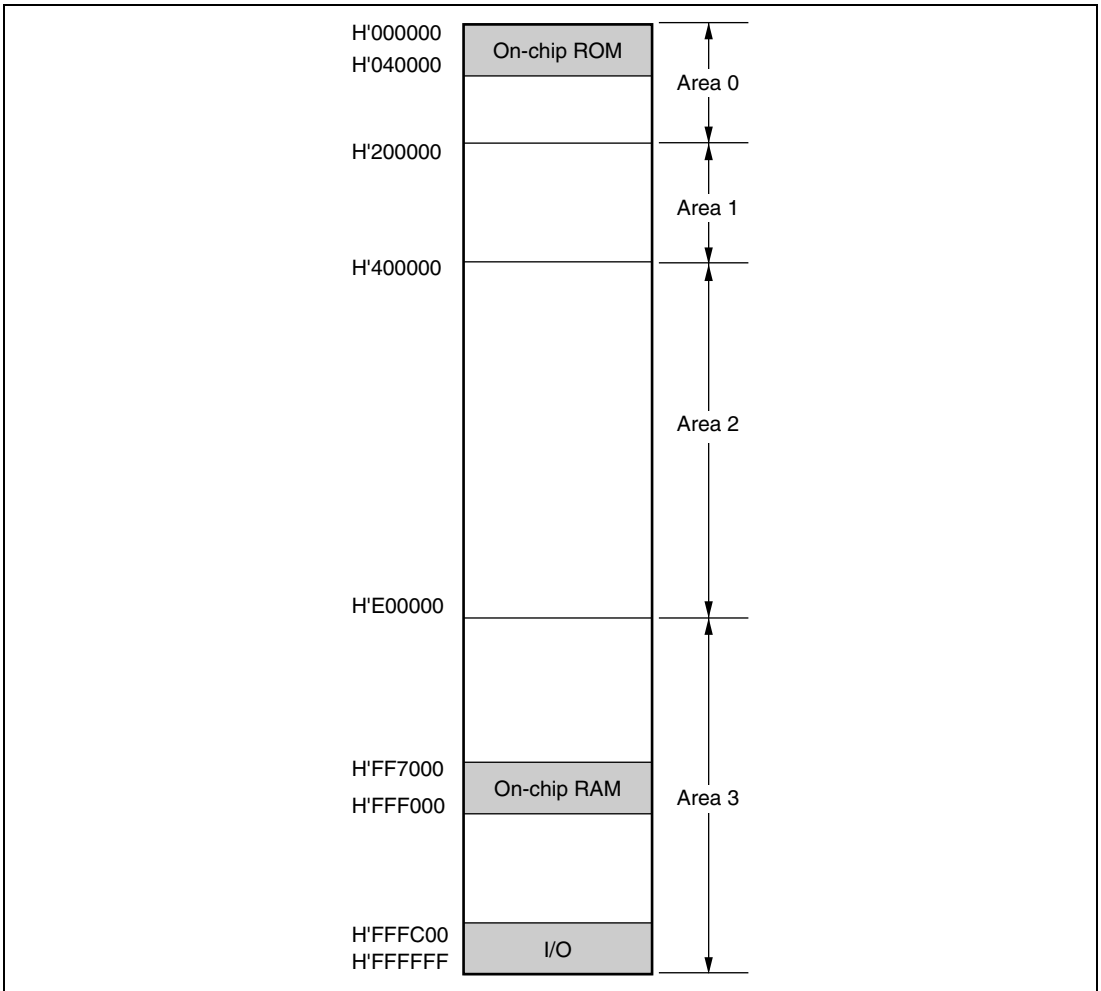 H'000000
On-chip ROM
H'040000
Area 0
H'200000
Area 1
H'400000
Area 2
H'E00000
H'FF7000
On-chip RAM
Area 3
H'FFF000
H'FFFC00
I/O
H'FFFFFF